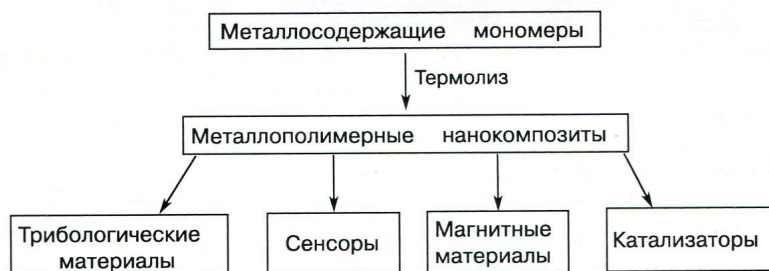 Металлосодержащие мономеры
Термолиз
Металлополимерные нанокомпозиты
Трибологические
материалы
Сенсоры
Магнитные
материалы
Катализаторы